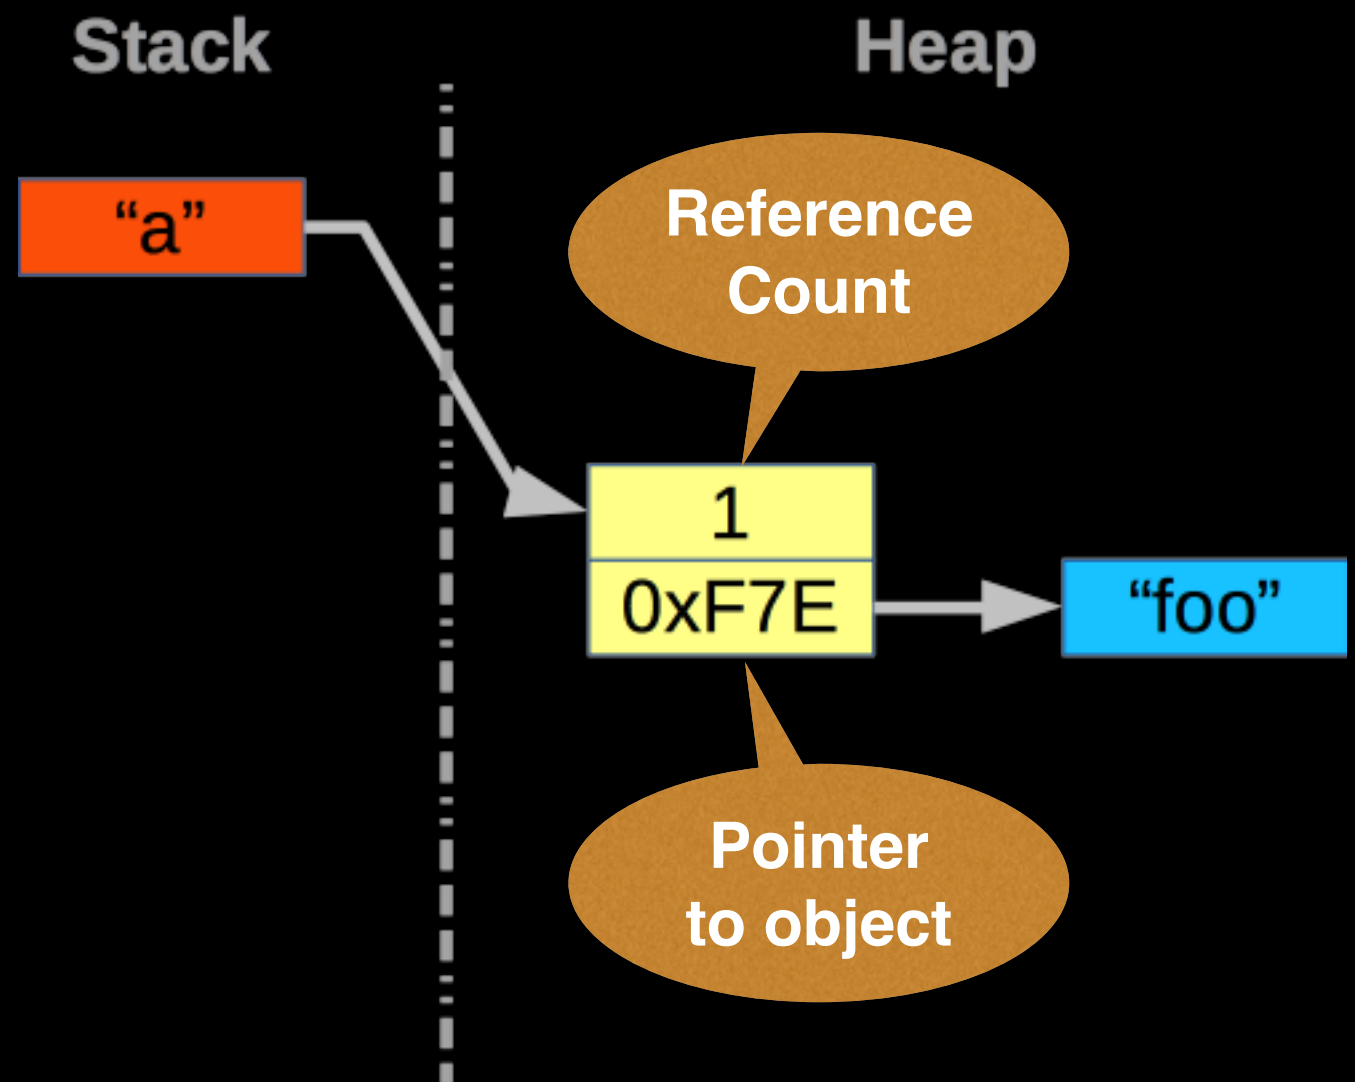 Stack
Heap
“a”
Reference
Count
1
0xF7E
“foo”
Pointer
to object